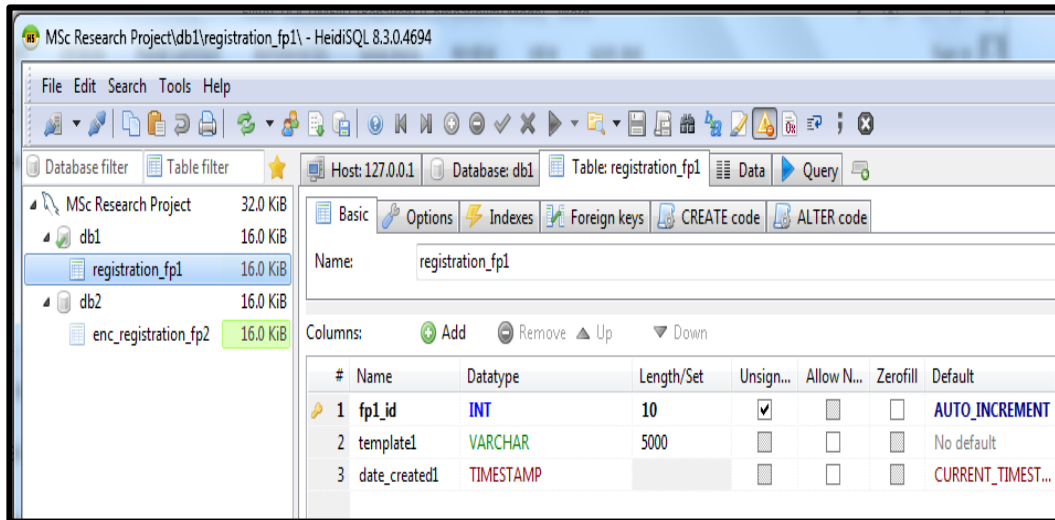 MSc Research Project\db1\registration_fp1\ - HeidiSQL 8.3.0.4694
File Edit Search Tools Help
Database filter Table filter
Host: 127.0.0.1 Database: db1 Table: registration_fp1 Data Query
MSc Research Project 32.0 KiB
db1 16.0 KiB
registration_fp1 16.0 KiB
db2 16.0 KiB
enc_registration_fp2 16.0 KiB
Basic Options Indexes Foreign keys CREATE code ALTER code
Name: registration_fp1
Columns: Add Remove Up Down
# Name Datatype Length/Set Unsign... Allow N... Zerofill Default
1 fp1_id INT 10 AUTO_INCREMENT
2 template1 VARCHAR 5000 No default
3 date_created1 TIMESTAMP CURRENT_TIMEST...